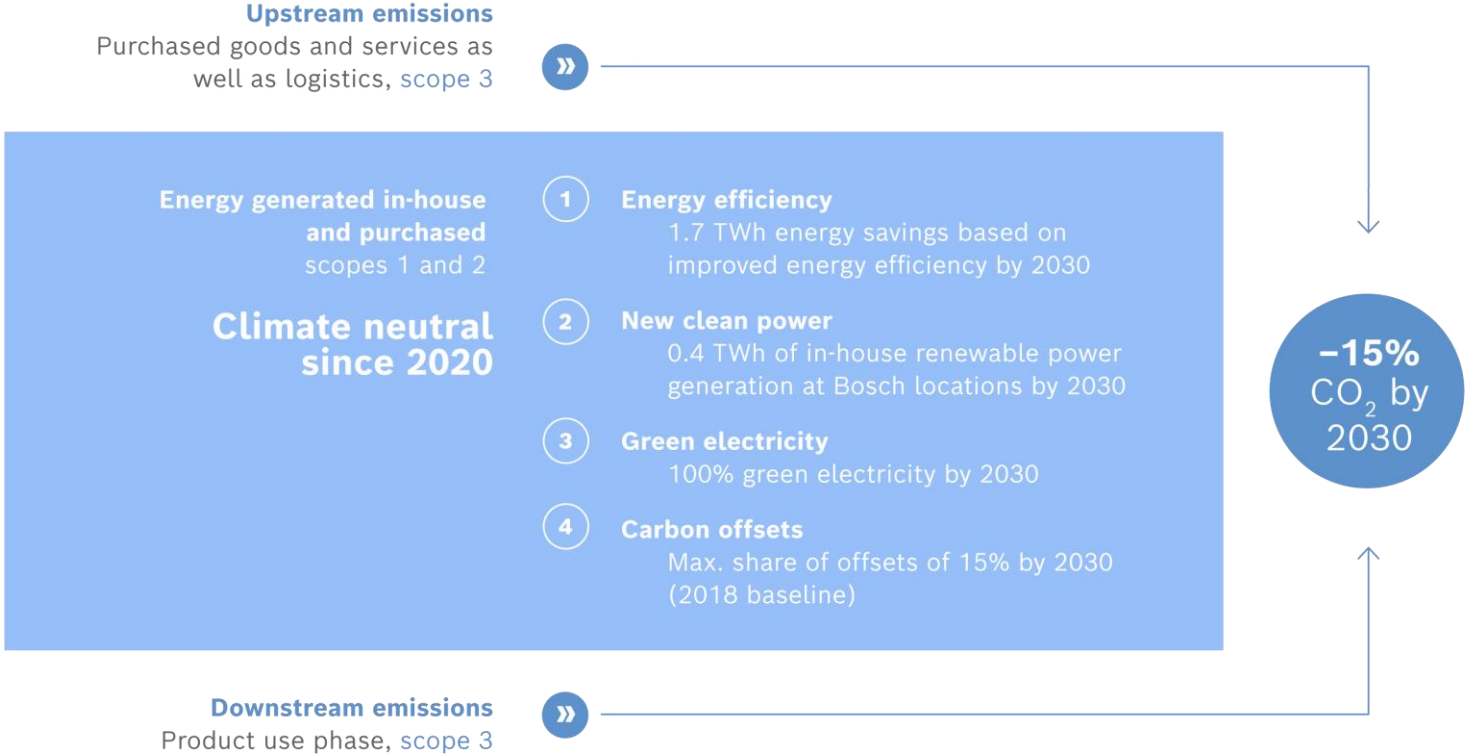 Upstream emissions
Purchased goods and services as
well as logistics, scope 3
»
Energy generated in-house
and purchased
scopes 1 and 2
Climate neutral
since 2020
1
Energy efficiency
1.7 TWh energy savings based on
improved energy efficiency by 2030
2
New clean power
0.4 TWh of in-house renewable power
generation at Bosch locations by 2030
3
Green electricity
100% green electricity by 2030
4
Carbon offsets
Max. share of offsets of 15% by 2030
(2018 baseline)
–15%
CO₂ by
2030
Downstream emissions
Product use phase, scope 3
»